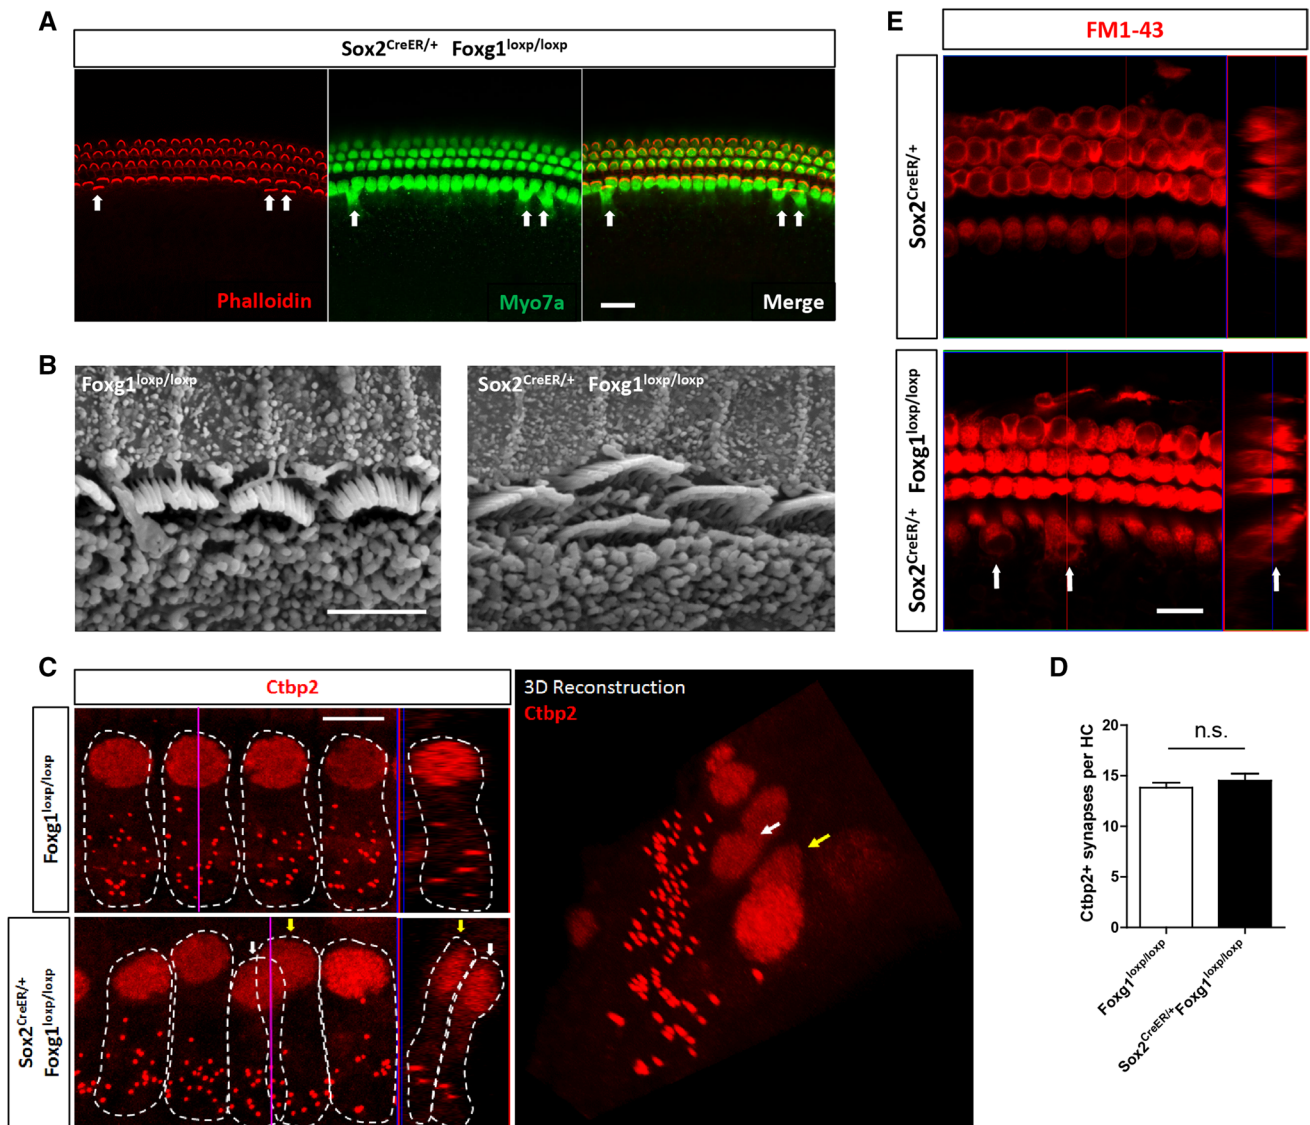 A
Sox2CreER/+ Foxg1loxp/loxp
Phalloidin
Myo7a
Merge
B
Foxg1loxp/loxp
Sox2CreER/+ Foxg1loxp/loxp
C
Ctbp2
Foxg1loxp/loxp
Sox2CreER/+
Foxg1loxp/loxp
3D Reconstruction
Ctbp2
D
Ctbp2+ synapses per HC
20
15
10
5
0
n.s.
Foxg1loxp/loxp
Sox2CreER/+Foxg1loxp/loxp
E
FM1-43
Sox2CreER/+
Sox2CreER/+ Foxg1loxp/loxp